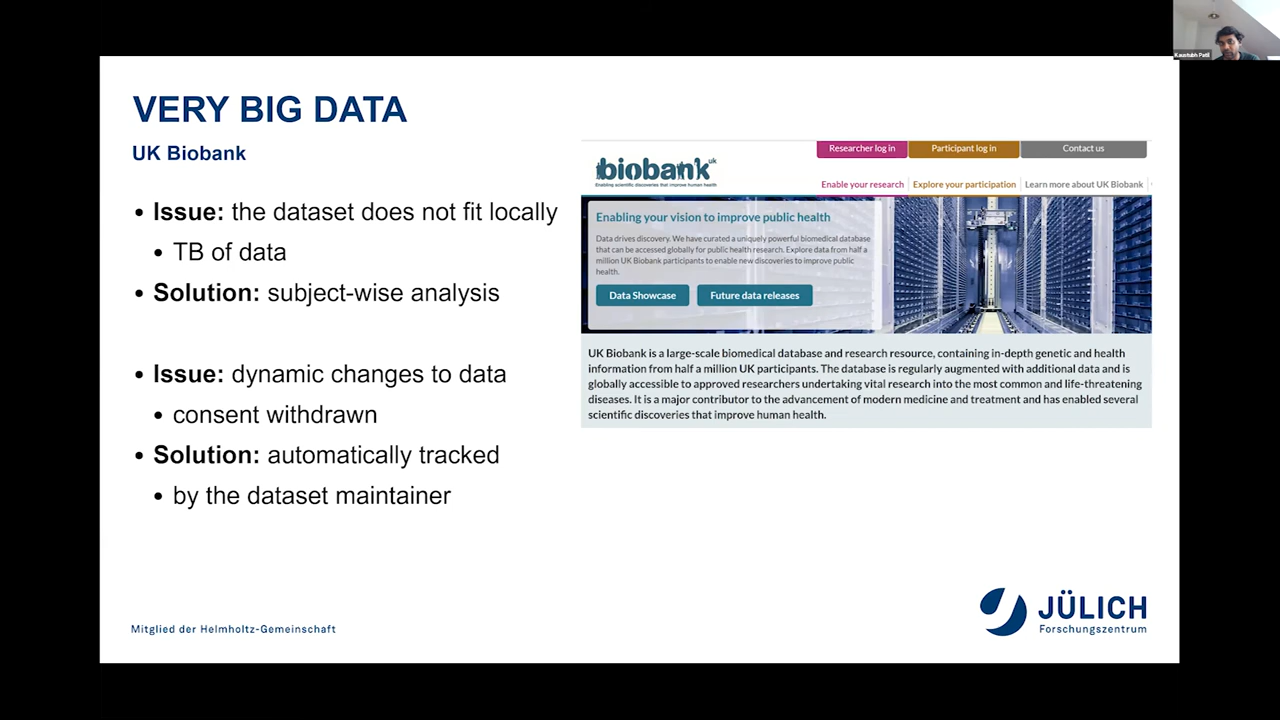 Kaustubh Patil
VERY BIG DATA
UK Biobank
• Issue: the dataset does not fit locally
• TB of data
• Solution: subject-wise analysis
• Issue: dynamic changes to data
• consent withdrawn
• Solution: automatically tracked
• by the dataset maintainer
Researcher log in
Participant log in
Contact us
biobank uk
Enabling scientific discoveries that improve human health
Enable your research
Explore your participation
Learn more about UK Biobank
Enabling your vision to improve public health
Data drives discovery. We have curated a uniquely powerful biomedical database
that can be accessed globally for public health research. Explore data from half a
million UK Biobank participants to enable new discoveries to improve public
health.
Data Showcase
Future data releases
UK Biobank is a large-scale biomedical database and research resource, containing in-depth genetic and health
information from half a million UK participants. The database is regularly augmented with additional data and is
globally accessible to approved researchers undertaking vital research into the most common and life-threatening
diseases. It is a major contributor to the advancement of modern medicine and treatment and has enabled several
scientific discoveries that improve human health.
Mitglied der Helmholtz-Gemeinschaft
JÜLICH
Forschungszentrum